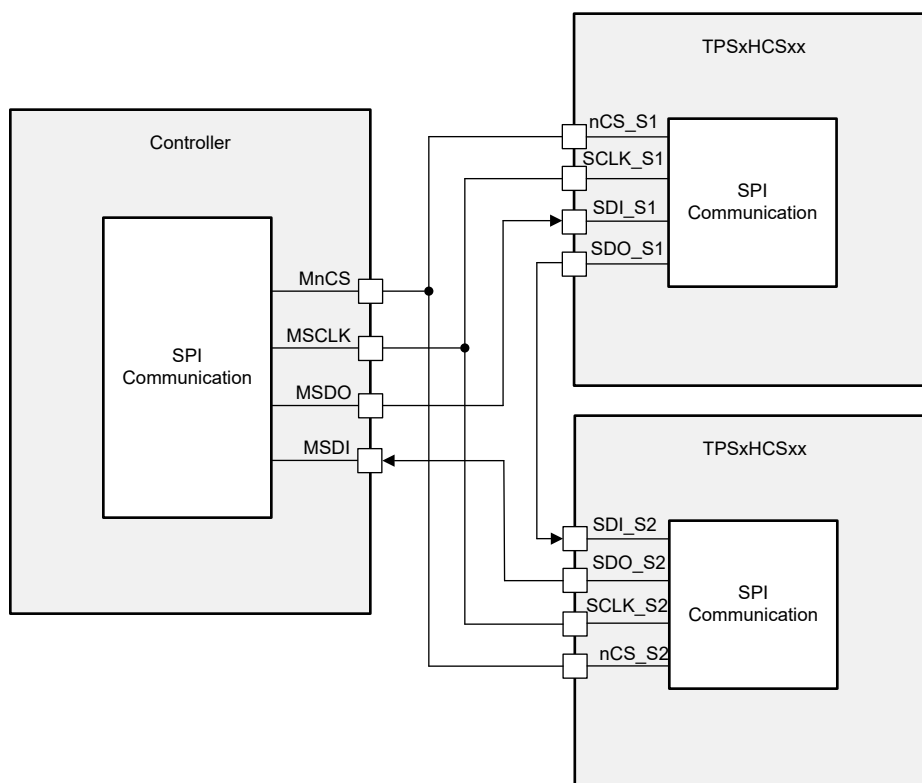 TPSxHCSxx
nCS_S1
SCLK_S1
SDI_S1
SDO_S1
SPI
Communication
Controller
MnCS
MSCLK
MSDO
MSDI
SPI
Communication
TPSxHCSxx
SDI_S2
SDO_S2
SCLK_S2
nCS_S2
SPI
Communication